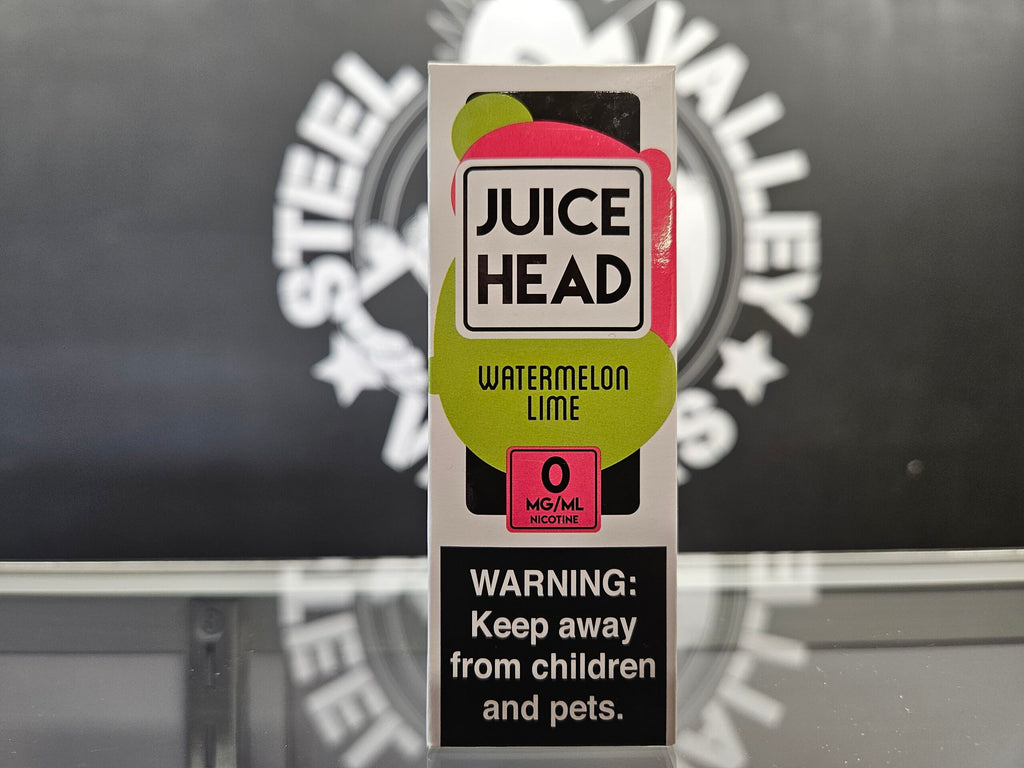 STEEL VALLEY
JUICE
HEAD
WATERMELON
LIME
0
MG/ML
NICOTINE
WARNING:
Keep away
from children
and pets.